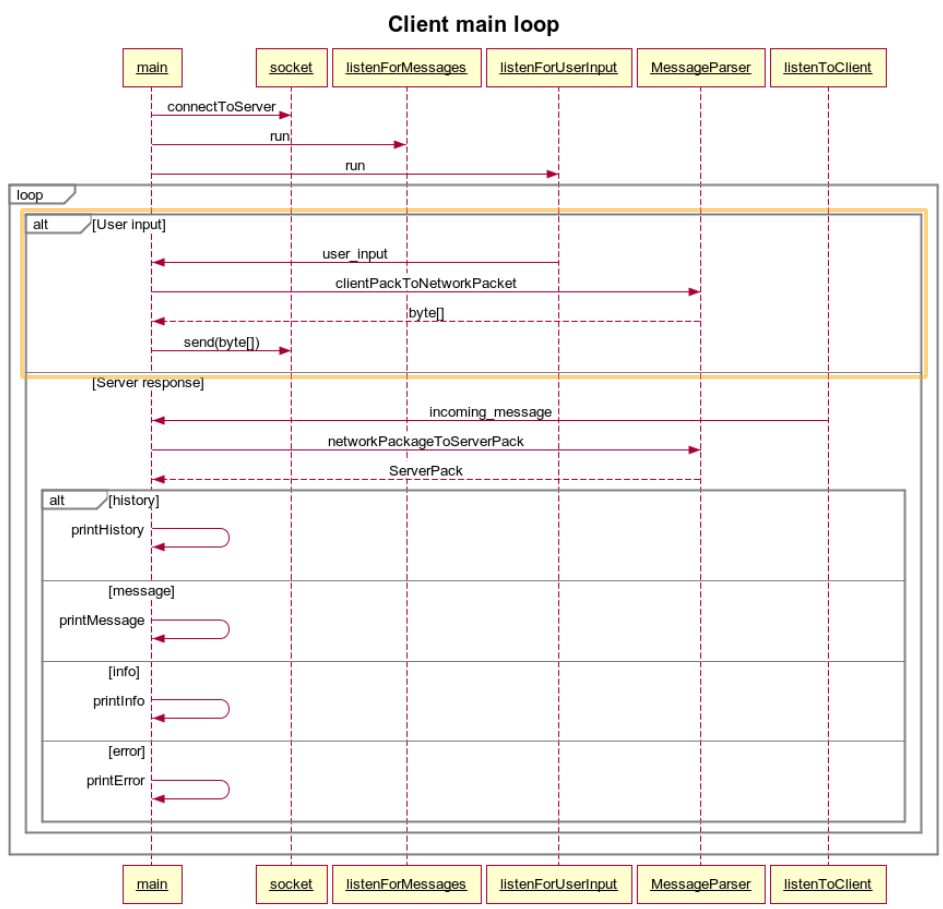 Client main loop
main socket listenForMessages listenForUserInput MessageParser listenToClient
connectToServer
run
run
loop
alt [User input]
user_input
clientPackToNetworkPacket
byte[]
send(byte[])
[Server response]
incoming_message
networkPackageToServerPack
ServerPack
alt [history]
printHistory
[message]
printMessage
[info]
printInfo
[error]
printError
main socket listenForMessages listenForUserInput MessageParser listenToClient